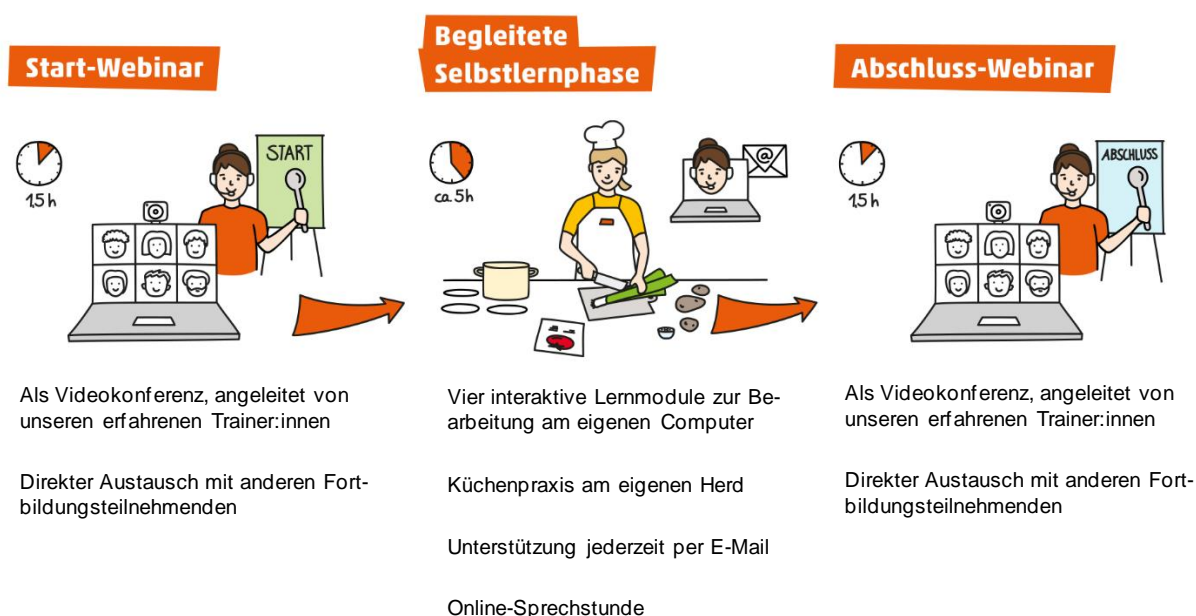 Start-Webinar
1,5 h
START
Als Videokonferenz, angeleitet von
unseren erfahrenen Trainer:innen
Direkter Austausch mit anderen Fort-
bildungsteilnehmenden
Begleitete
Selbstlernphase
ca. 5h
@
Vier interaktive Lernmodule zur Be-
arbeitung am eigenen Computer
Küchenpraxis am eigenen Herd
Unterstützung jederzeit per E-Mail
Online-Sprechstunde
Abschluss-Webinar
1,5 h
ABSCHLUSS
Als Videokonferenz, angeleitet von
unseren erfahrenen Trainer:innen
Direkter Austausch mit anderen Fort-
bildungsteilnehmenden